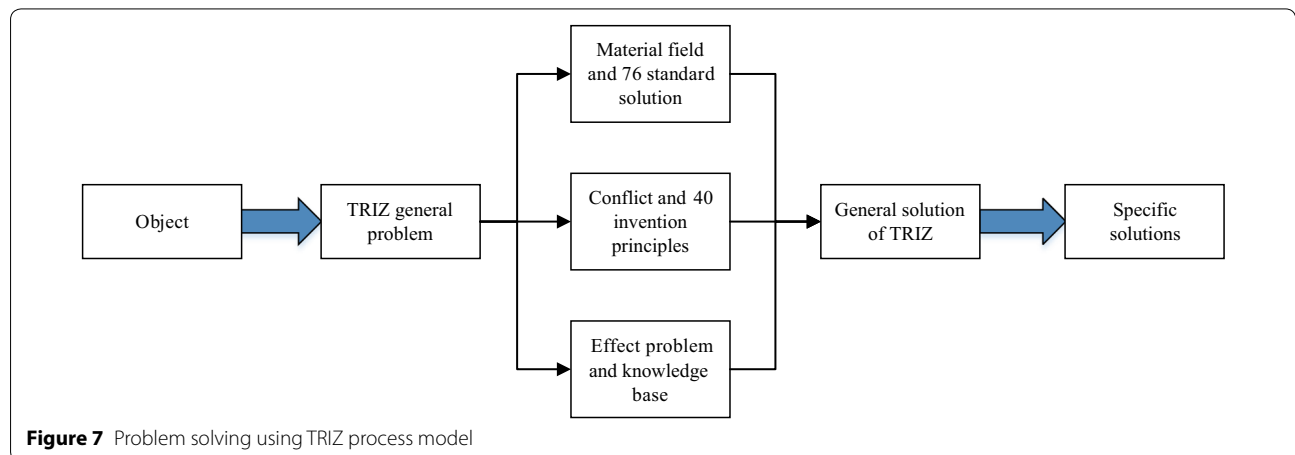 Material field
and 76 standard
solution
Object
TRIZ general
problem
Conflict and 40
invention
principles
General solution
of TRIZ
Specific
solutions
Effect problem
and knowledge
base
Figure 7 Problem solving using TRIZ process model